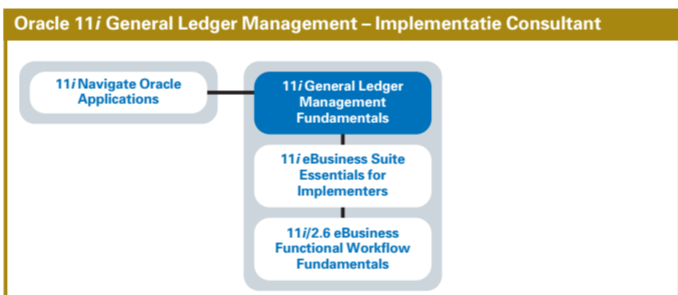 Oracle 11i General Ledger Management – Implementatie Consultant
11i Navigate Oracle
Applications
11i General Ledger
Management
Fundamentals
11i eBusiness Suite
Essentials for
Implementers
11i/2.6 eBusiness
Functional Workflow
Fundamentals